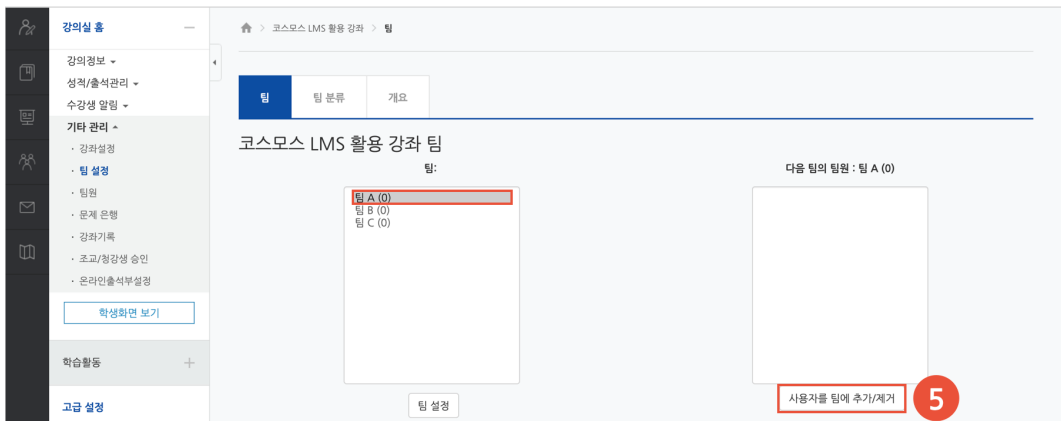 강의실 홈
강의정보
성적/출석관리
수강생 알림
기타 관리
· 강좌설정
· 팀 설정
· 팀원
· 문제 은행
· 강좌기록
· 조교/청강생 승인
· 온라인출석부설정
학생화면 보기
학습활동
고급 설정
코스모스 LMS 활용 강좌 > 팀
팀 팀 분류 개요
코스모스 LMS 활용 강좌 팀
팀:
팀 A (0)
팀 B (0)
팀 C (0)
팀 설정
다음 팀의 팀원 : 팀 A (0)
사용자를 팀에 추가/제거
5